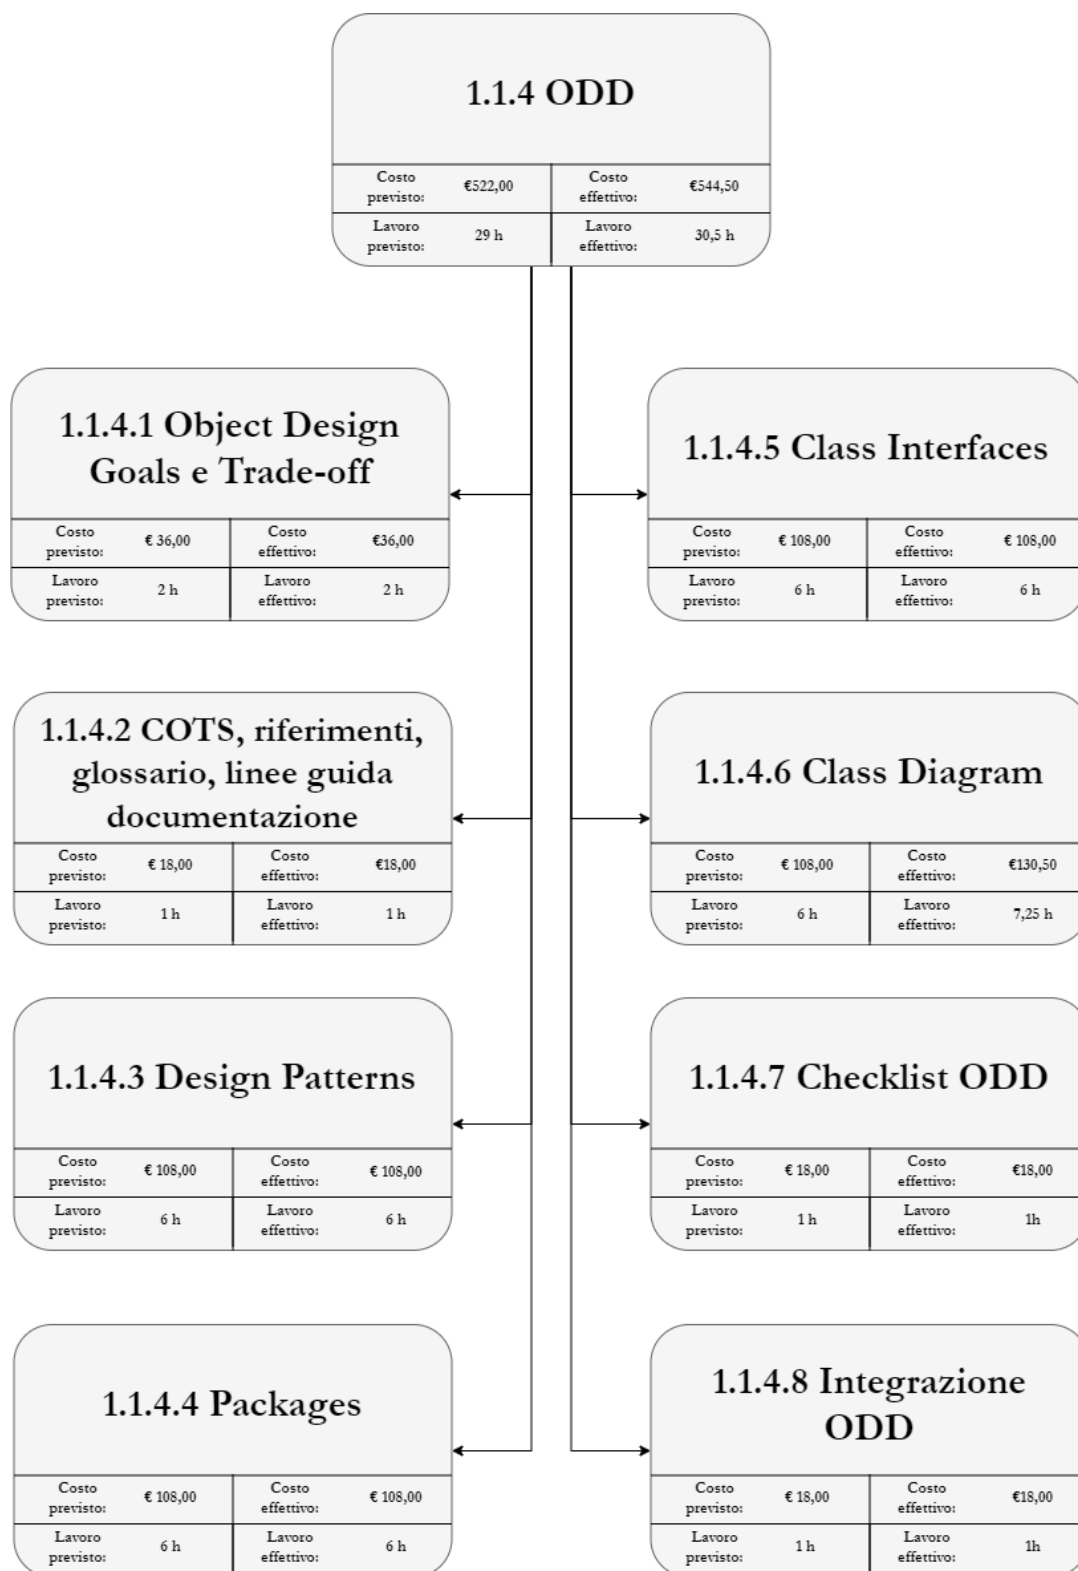 1.1.4 ODD
Costo previsto: €522,00 Costo effettivo: €544,50
Lavoro previsto: 29 h Lavoro effettivo: 30,5 h
1.1.4.1 Object Design
Goals e Trade-off
Costo previsto: € 36,00 Costo effettivo: €36,00
Lavoro previsto: 2 h Lavoro effettivo: 2 h
1.1.4.2 COTS, riferimenti,
glossario, linee guida
documentazione
Costo previsto: € 18,00 Costo effettivo: €18,00
Lavoro previsto: 1 h Lavoro effettivo: 1 h
1.1.4.3 Design Patterns
Costo previsto: € 108,00 Costo effettivo: € 108,00
Lavoro previsto: 6 h Lavoro effettivo: 6 h
1.1.4.4 Packages
Costo previsto: € 108,00 Costo effettivo: € 108,00
Lavoro previsto: 6 h Lavoro effettivo: 6 h
1.1.4.5 Class Interfaces
Costo previsto: € 108,00 Costo effettivo: € 108,00
Lavoro previsto: 6 h Lavoro effettivo: 6 h
1.1.4.6 Class Diagram
Costo previsto: € 108,00 Costo effettivo: €130,50
Lavoro previsto: 6 h Lavoro effettivo: 7,25 h
1.1.4.7 Checklist ODD
Costo previsto: € 18,00 Costo effettivo: €18,00
Lavoro previsto: 1 h Lavoro effettivo: 1h
1.1.4.8 Integrazione
ODD
Costo previsto: € 18,00 Costo effettivo: €18,00
Lavoro previsto: 1 h Lavoro effettivo: 1h